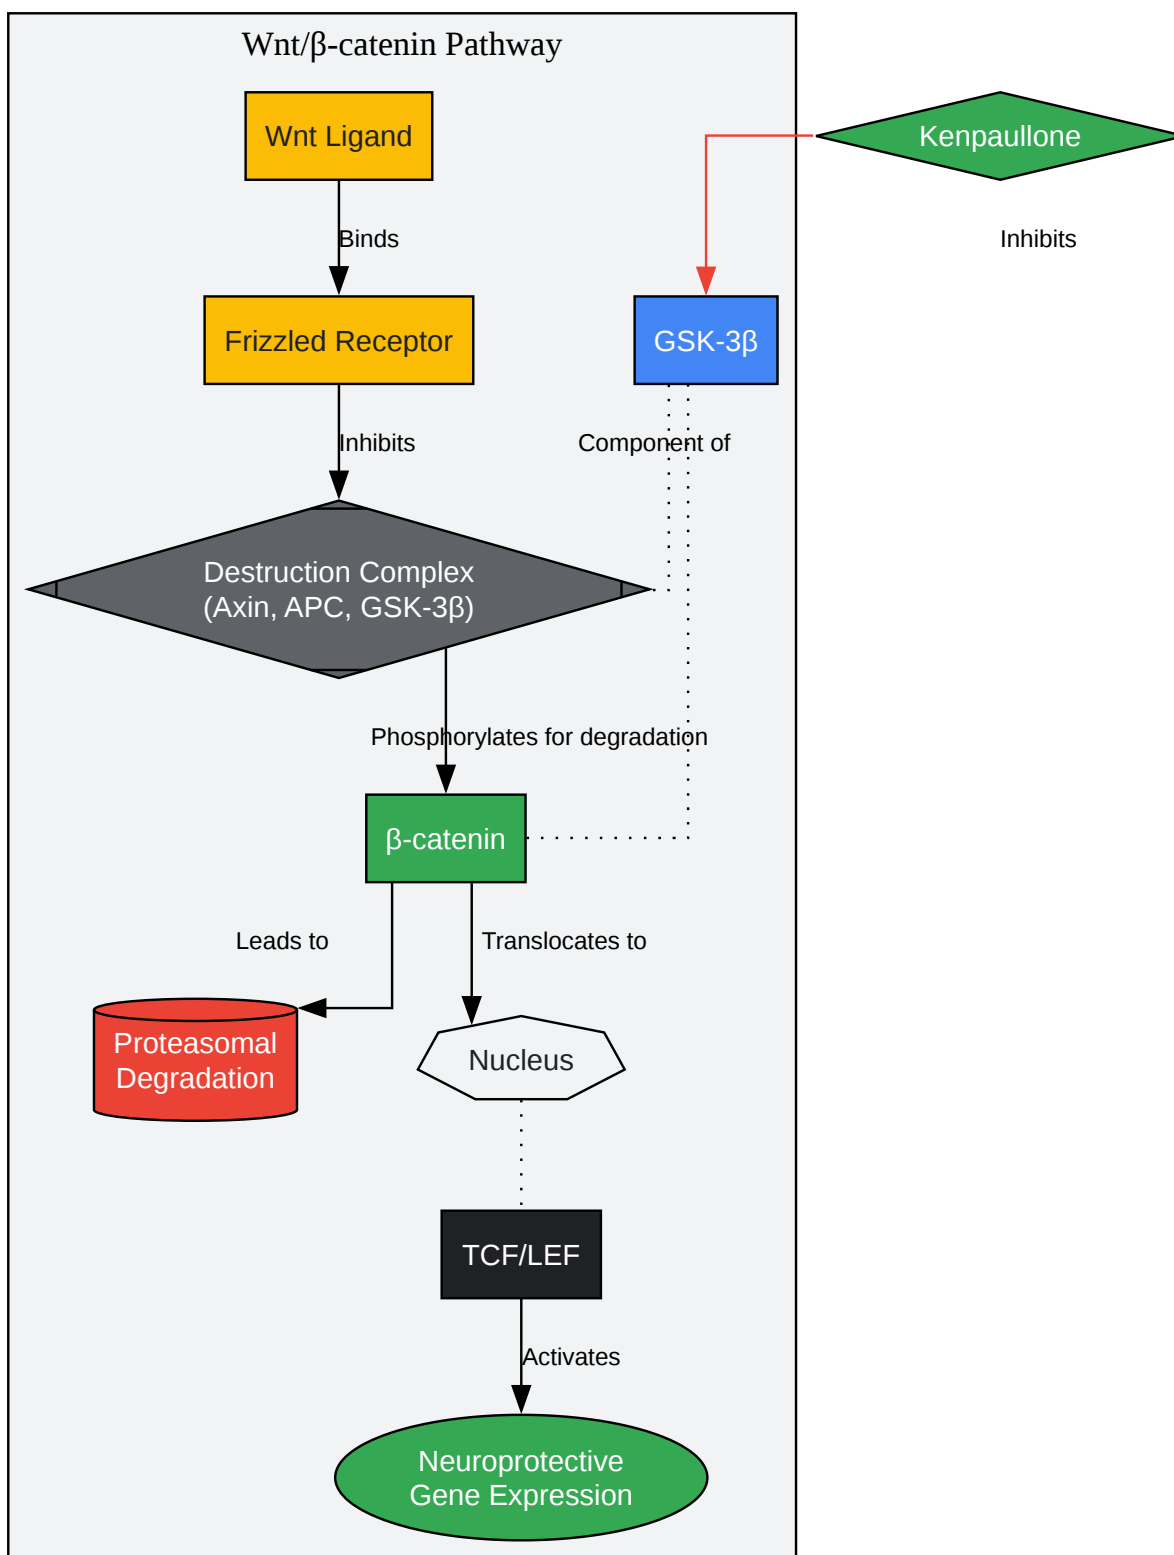 Wnt/β-catenin Pathway
Wnt Ligand
Kenpaullone
Binds
Inhibits
Frizzled Receptor
GSK-3β
Inhibits
Component of
Destruction Complex
(Axin, APC, GSK-3β)
Phosphorylates for degradation
β-catenin
Leads to
Translocates to
Proteasomal
Degradation
Nucleus
TCF/LEF
Activates
Neuroprotective
Gene Expression